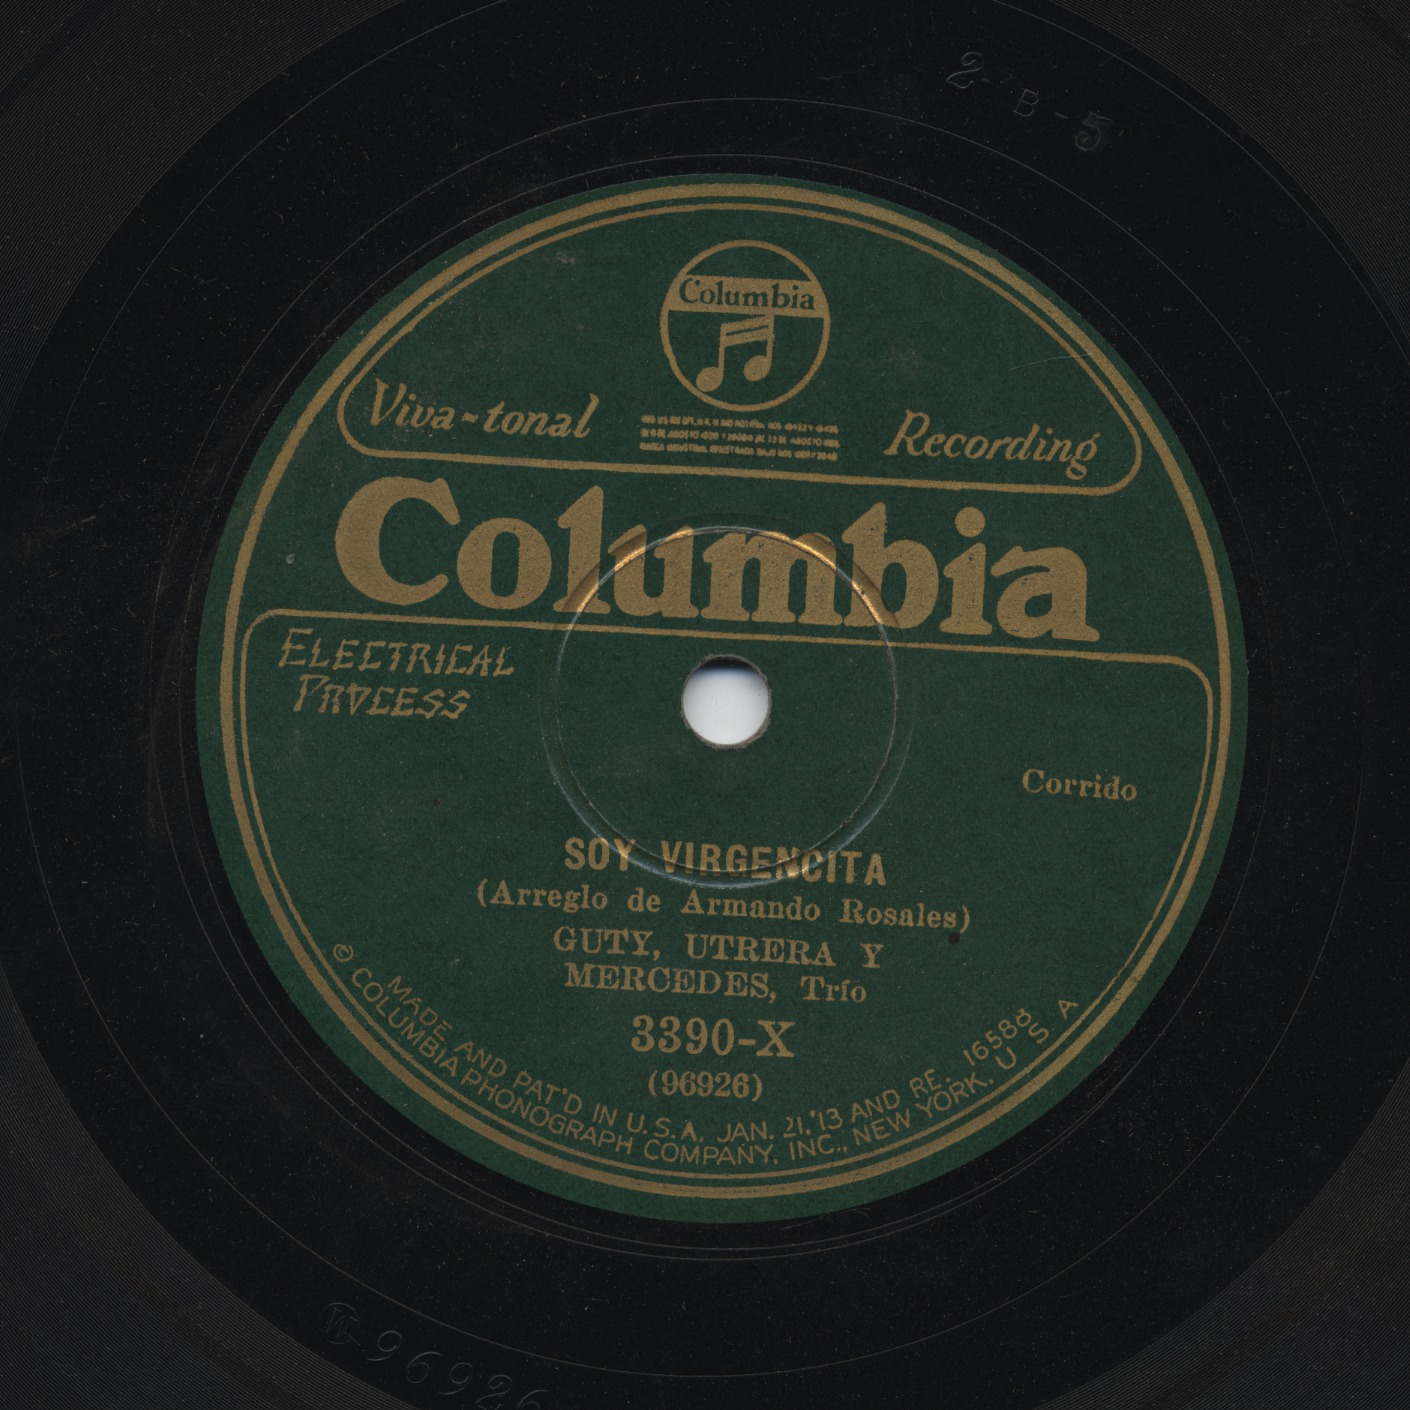 2-B-5
Columbia
Viva-tonal Recording
Columbia
ELECTRICAL
PROCESS
Corrido
SOY VIRGENCITA
(Arreglo de Armando Rosales)
GUTY, UTRERA Y
MERCEDES, Trío
3390-X
(96926)
MADE AND PAT'D IN U.S.A. JAN. 21,'13 AND RE. 16588
© COLUMBIA PHONOGRAPH COMPANY, INC., NEW YORK, U S A
W 96926